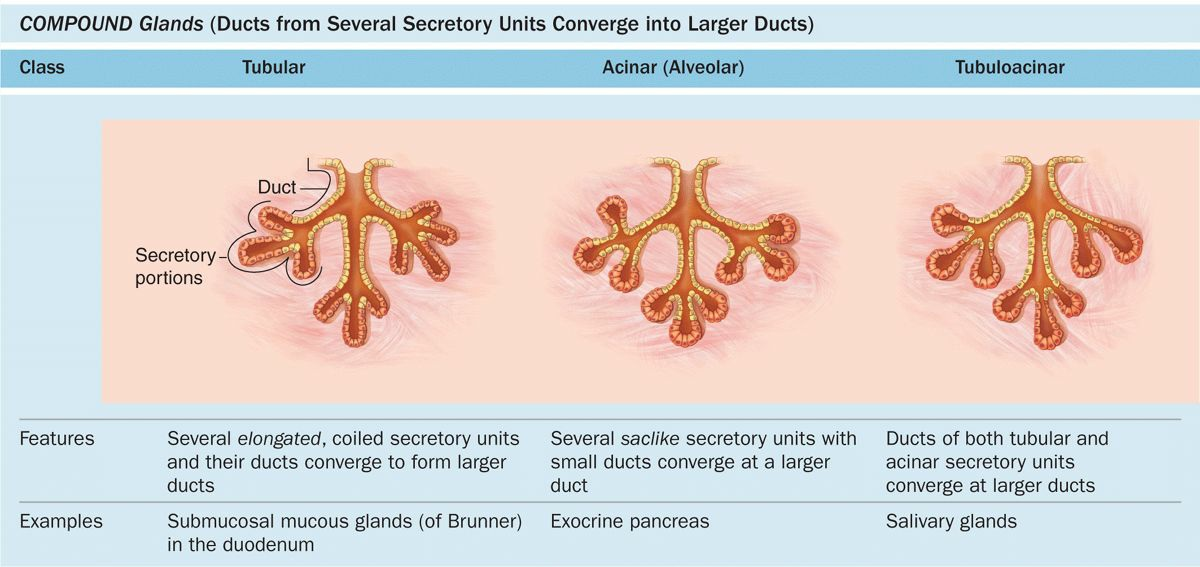 COMPOUND Glands (Ducts from Several Secretory Units Converge into Larger Ducts)
Class Tubular Acinar (Alveolar) Tubuloacinar
Duct
Secretory
portions
Features
Several elongated, coiled secretory units
and their ducts converge to form larger
ducts
Several saclike secretory units with
small ducts converge at a larger
duct
Ducts of both tubular and
acinar secretory units
converge at larger ducts
Examples
Submucosal mucous glands (of Brunner)
in the duodenum
Exocrine pancreas
Salivary glands